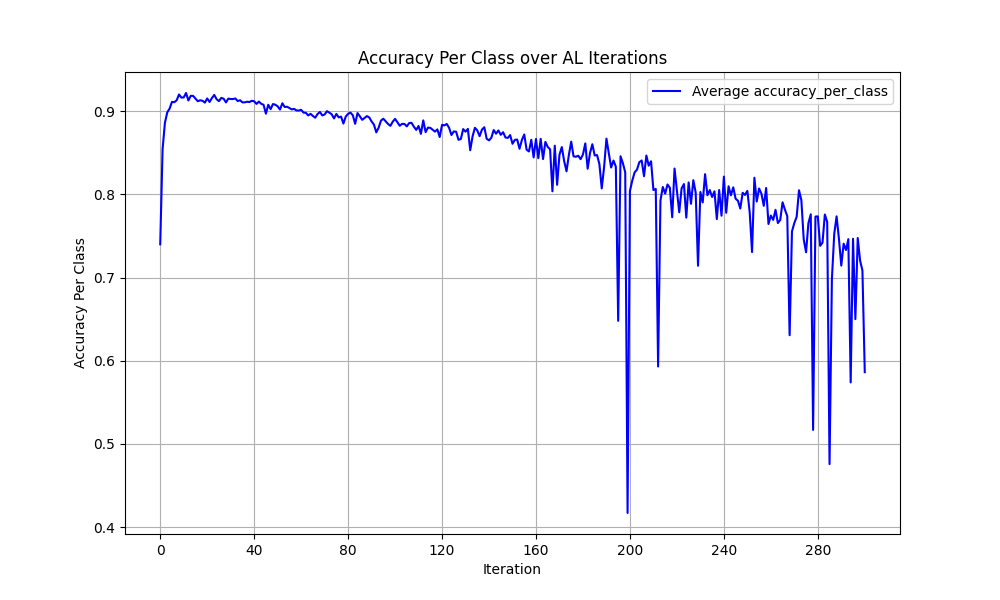 Accuracy Per Class over AL Iterations
Average accuracy_per_class
Accuracy Per Class
0.9
0.8
0.7
0.6
0.5
0.4
0 40 80 120 160 200 240 280
Iteration